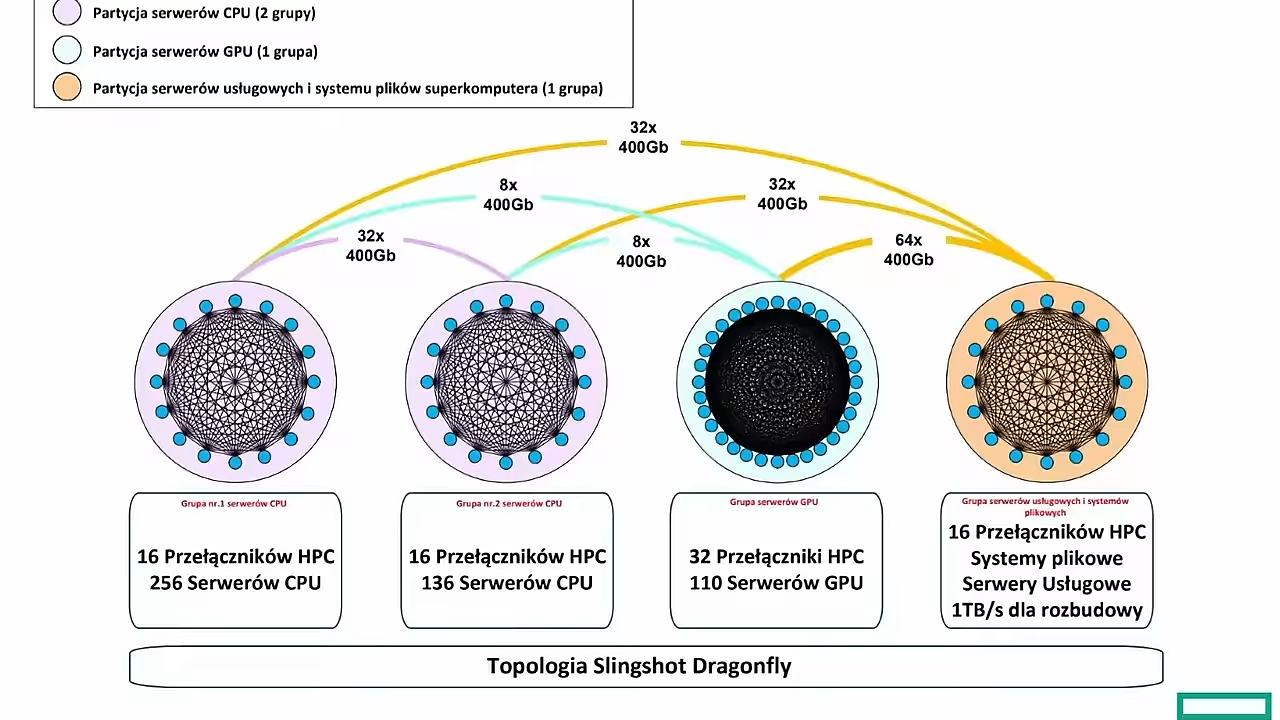 Partycja serwerów CPU (2 grupy)
Partycja serwerów GPU (1 grupa)
Partycja serwerów usługowych i systemu plików superkomputera (1 grupa)
32x
400Gb
8x
400Gb
32x
400Gb
32x
400Gb
8x
400Gb
64x
400Gb
Grupa nr.1 serwerów CPU
16 Przełączników HPC
256 Serwerów CPU
Grupa nr.2 serwerów CPU
16 Przełączników HPC
136 Serwerów CPU
Grupa serwerów GPU
32 Przełączniki HPC
110 Serwerów GPU
Grupa serwerów usługowych i systemów
plikowych
16 Przełączników HPC
Systemy plikowe
Serwery Usługowe
1TB/s dla rozbudowy
Topologia Slingshot Dragonfly